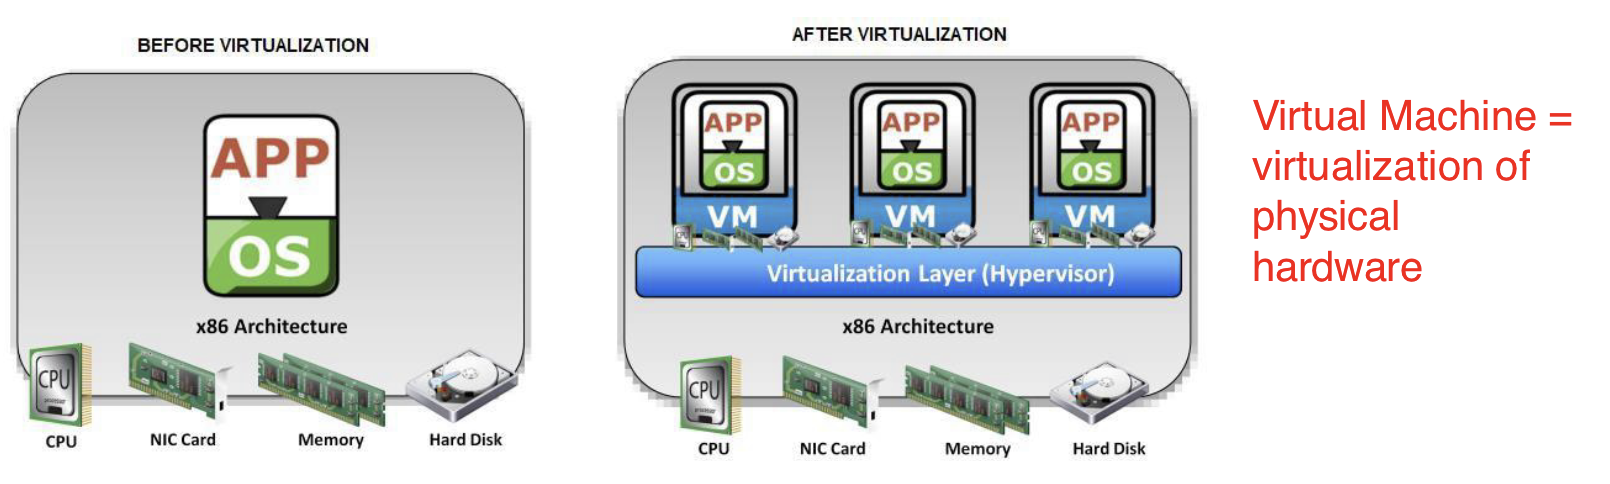 BEFORE VIRTUALIZATION
APP
OS
x86 Architecture
CPU
CPU
NIC Card
Memory
Hard Disk
AFTER VIRTUALIZATION
APP
OS
VM
APP
OS
VM
APP
OS
VM
Virtualization Layer (Hypervisor)
x86 Architecture
CPU
CPU
NIC Card
Memory
Hard Disk
Virtual Machine =
virtualization of
physical
hardware